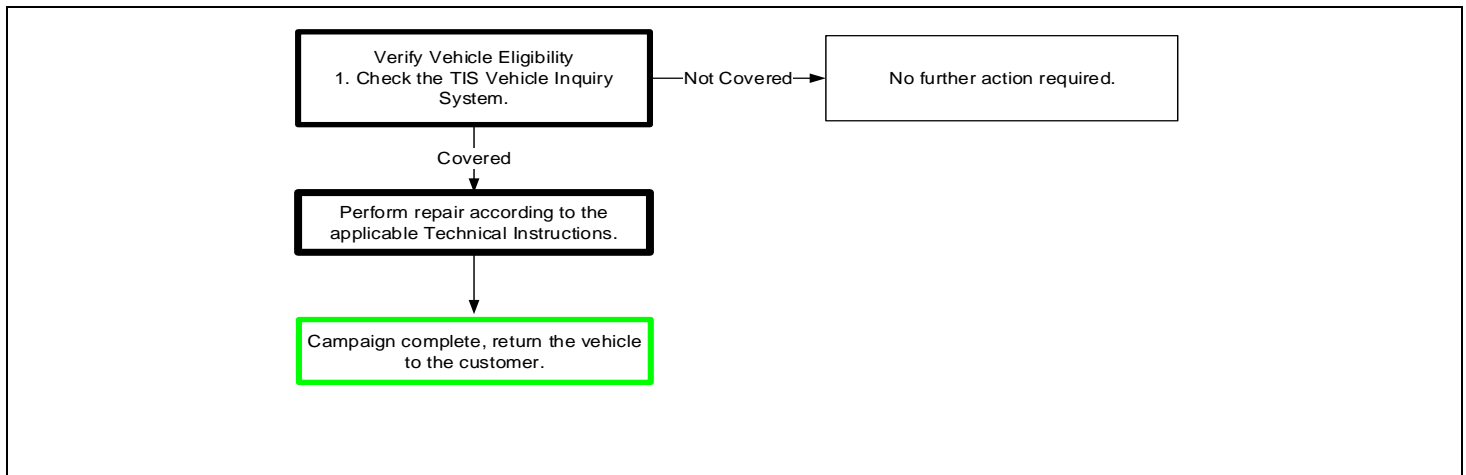 Verify Vehicle Eligibility
1. Check the TIS Vehicle Inquiry
System.
Not Covered
No further action required.
Covered
Perform repair according to the
applicable Technical Instructions.
Campaign complete, return the vehicle
to the customer.